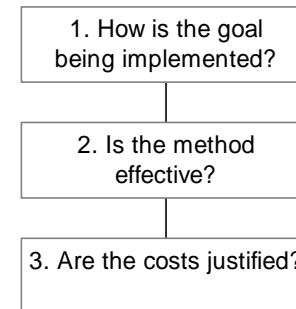 1. How is the goal
being implemented?
2. Is the method
effective?
3. Are the costs justified?